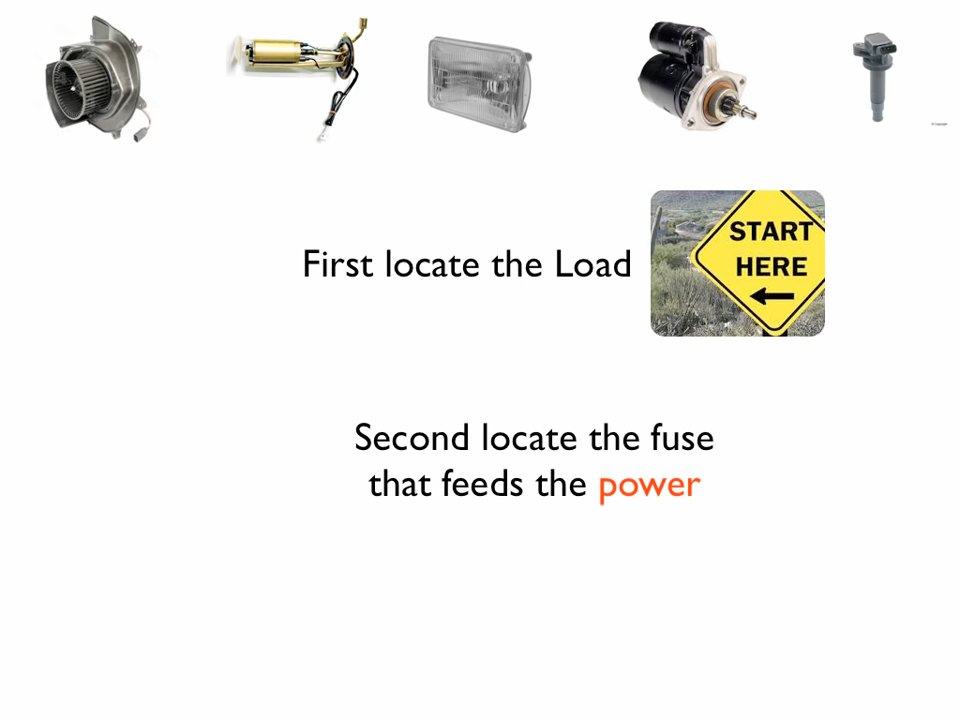 First locate the Load
START
HERE
Second locate the fuse
that feeds the power